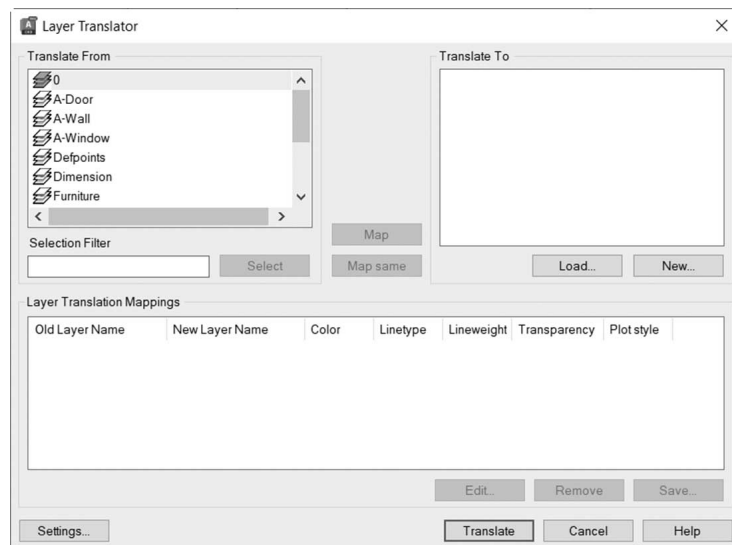 Layer Translator
Translate From
0
A-Door
A-Wall
A-Window
Defpoints
Dimension
Furniture
Selection Filter
Select
Map
Map same
Translate To
Load...
New...
Layer Translation Mappings
Old Layer Name New Layer Name Color Linetype Lineweight Transparency Plot style
Edit... Remove Save...
Settings... Translate Cancel Help